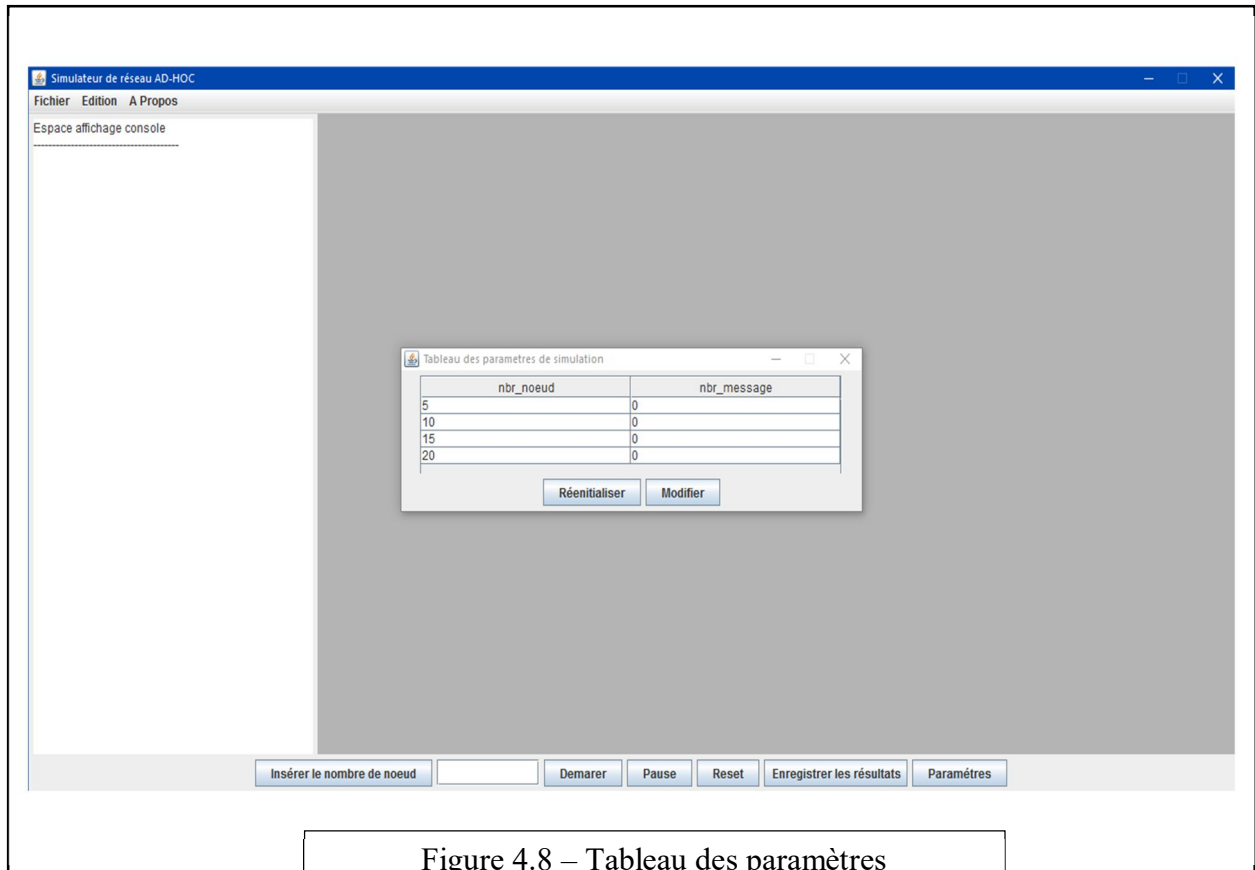 Simulateur de réseau AD-HOC
Fichier Edition A Propos
Espace affichage console
---------------------------------------
Tableau des parametres de simulation
nbr_noeud nbr_message
5 0
10 0
15 0
20 0
Réenitialiser Modifier
Insérer le nombre de noeud Demarer Pause Reset Enregistrer les résultats Paramétres
Figure 4.8 – Tableau des paramètres